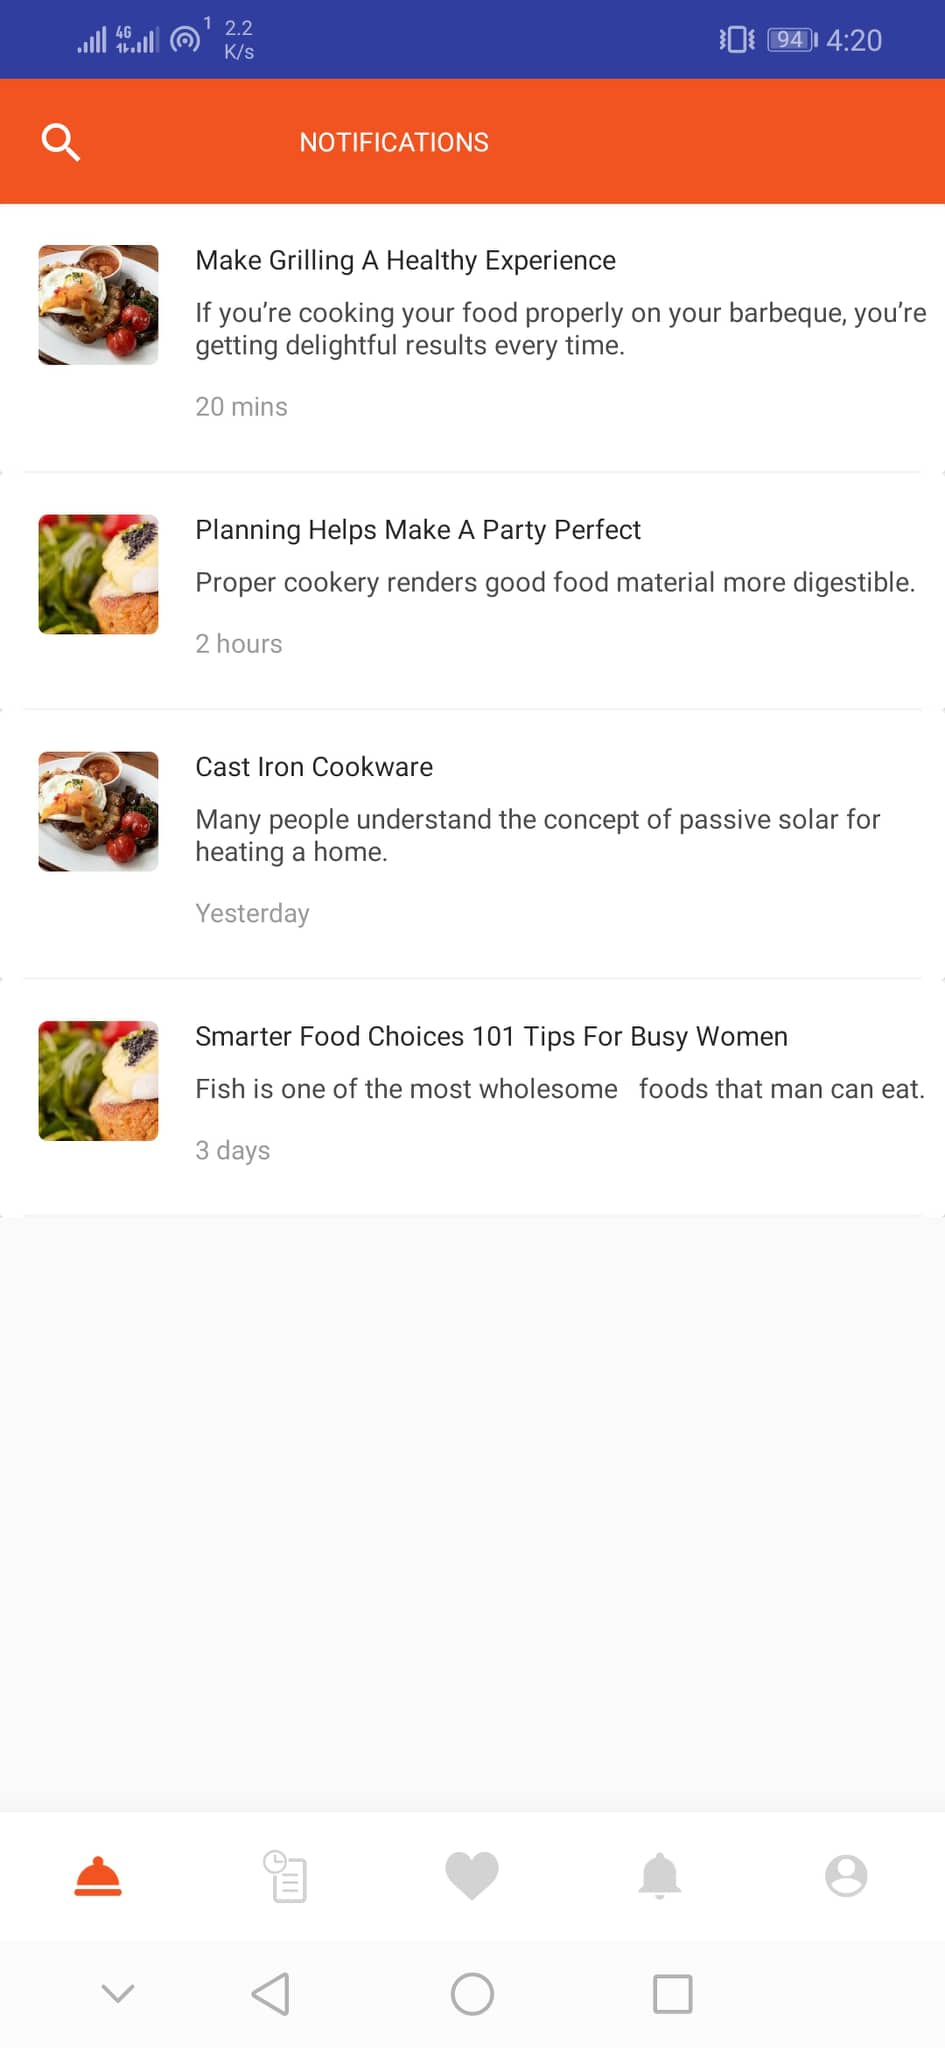 4G
1
2.2
K/s
94
4:20
NOTIFICATIONS
Make Grilling A Healthy Experience
If you’re cooking your food properly on your barbeque, you’re
getting delightful results every time.
20 mins
Planning Helps Make A Party Perfect
Proper cookery renders good food material more digestible.
2 hours
Cast Iron Cookware
Many people understand the concept of passive solar for
heating a home.
Yesterday
Smarter Food Choices 101 Tips For Busy Women
Fish is one of the most wholesome foods that man can eat.
3 days